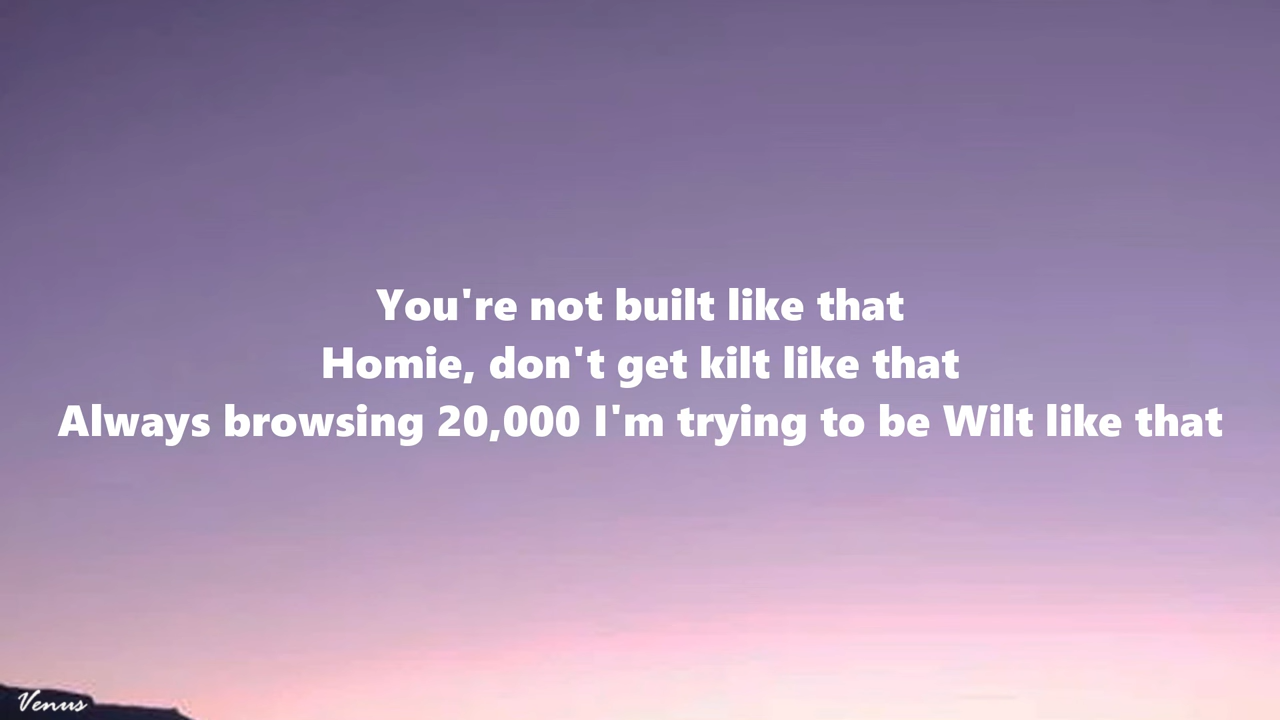 You're not built like that
Homie, don't get kilt like that
Always browsing 20,000 I'm trying to be Wilt like that
Venus